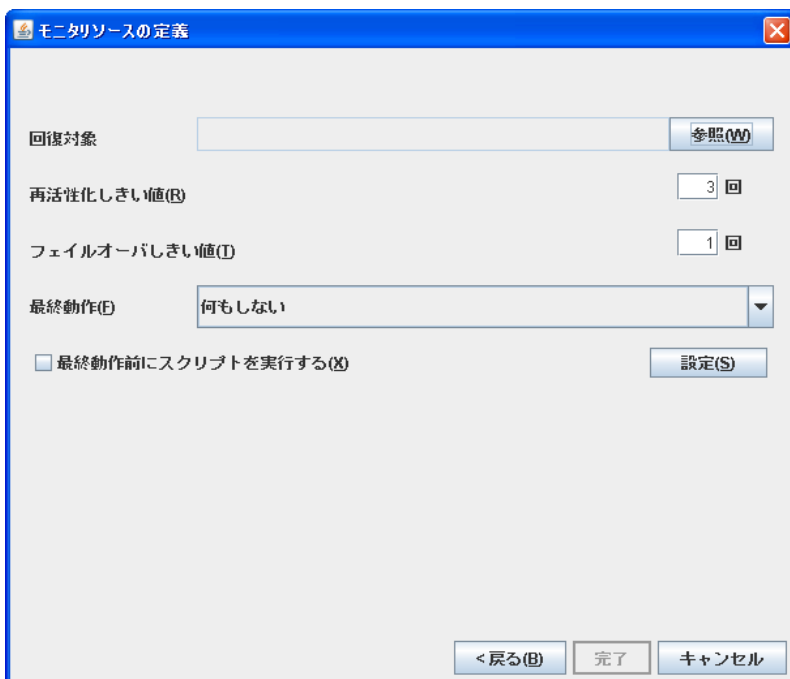 モニタリソースの定義
回復対象 参照(W)
再活性化しきい値(R) 3 回
フェイルオーバしきい値(T) 1 回
最終動作(F) 何もしない
最終動作前にスクリプトを実行する(X) 設定(S)
<戻る(B) 完了 キャンセル